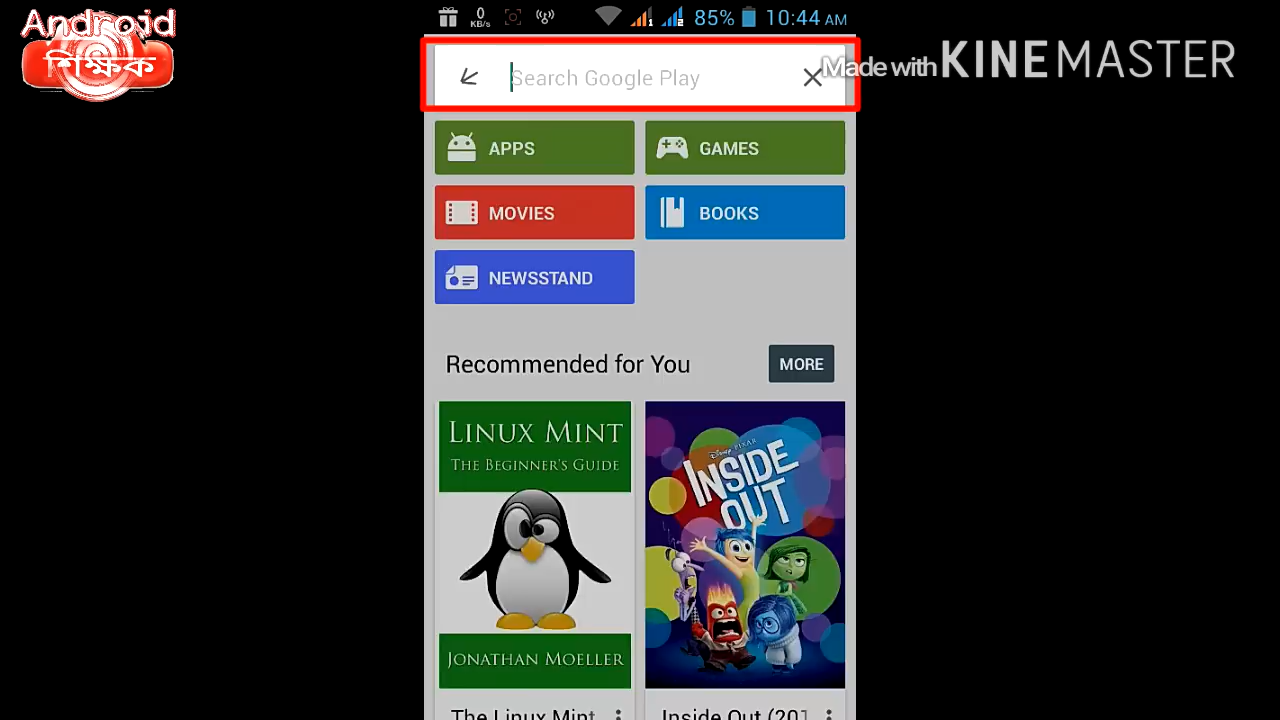 Android
শিক্ষক
0
KB/s
1
2
85%
10:44 AM
Search Google Play
Made with KINEMASTER
APPS
GAMES
MOVIES
BOOKS
NEWSSTAND
Recommended for You
MORE
LINUX MINT
THE BEGINNER'S GUIDE
JONATHAN MOELLER
DISNEY PIXAR
INSIDE
OUT
The Linux Mint
Inside Out (201